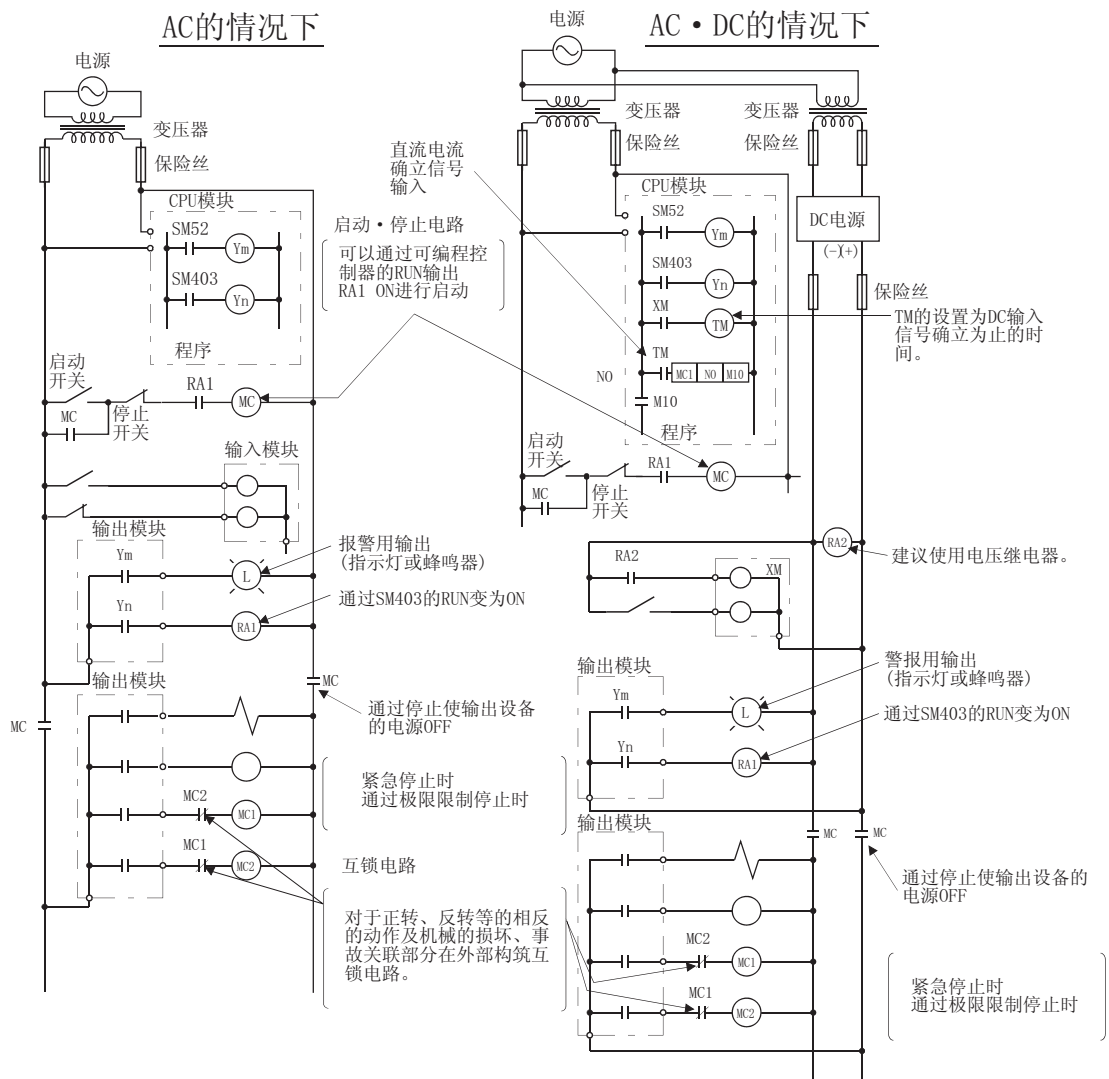 AC的情况下
电源
变压器
保险丝
CPU模块
SM52
Ym
SM403
Yn
程序
启动·停止电路
可以通过可编程控
制器的RUN输出
RA1 ON进行启动
启动
开关
MC
停止
开关
RA1
MC
输入模块
输出模块
Ym
L
报警用输出
(指示灯或蜂鸣器)
Yn
RA1
通过SM403的RUN变为ON
输出模块
MC
MC
通过停止使输出设备
的电源OFF
紧急停止时
通过极限限制停止时
MC2
MC1
MC1
MC2
互锁电路
对于正转、反转等的相反
的动作及机械的损坏、事
故关联部分在外部构筑互
锁电路。
AC·DC的情况下
电源
变压器
变压器
保险丝
保险丝
直流电流
确立信号
输入
CPU模块
SM52
Ym
SM403
Yn
XM
TM
TM
NO
MC1
NO
M10
M10
程序
DC电源
(-)(+)
保险丝
TM的设置为DC输入
信号确立为止的时
间。
启动
开关
MC
停止
开关
RA1
MC
RA2
建议使用电压继电器。
RA2
XM
输出模块
Ym
L
警报用输出
(指示灯或蜂鸣器)
Yn
RA1
通过SM403的RUN变为ON
输出模块
MC
MC
通过停止使输出设备的
电源OFF
MC2
MC1
MC1
MC2
紧急停止时
通过极限限制停止时